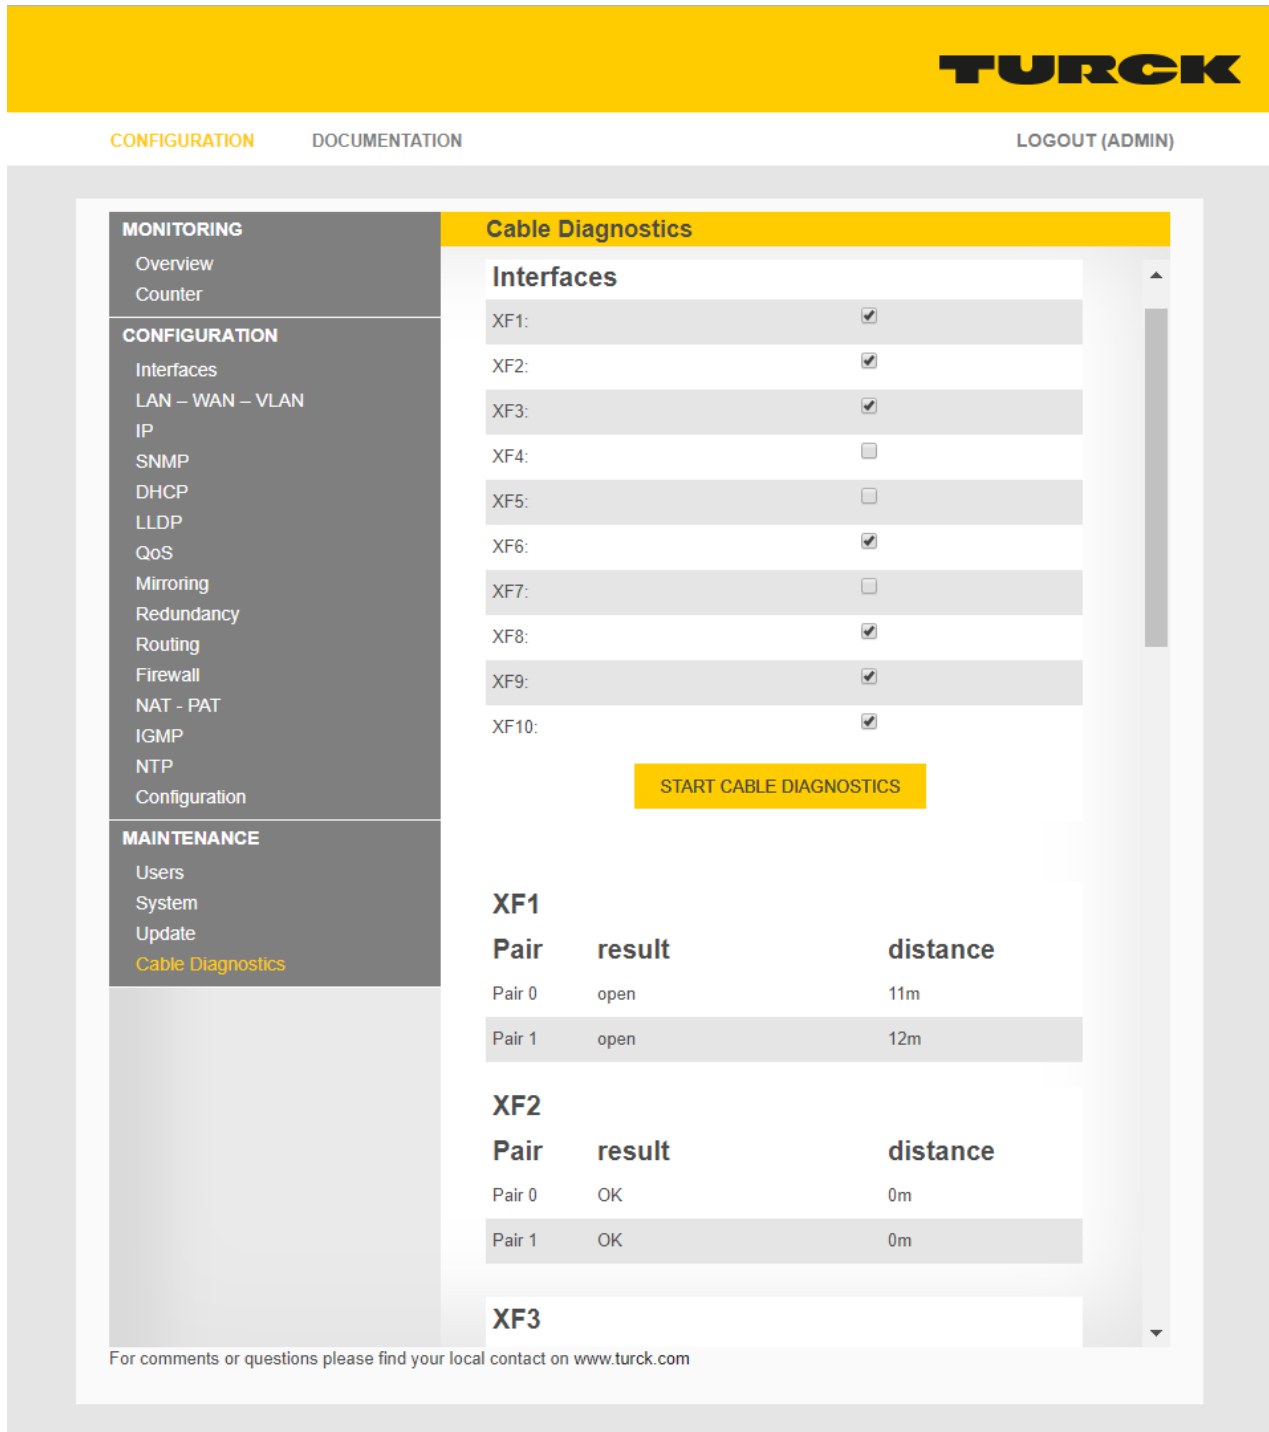 TURCK
CONFIGURATION DOCUMENTATION LOGOUT (ADMIN)
MONITORING
Overview
Counter
CONFIGURATION
Interfaces
LAN – WAN – VLAN
IP
SNMP
DHCP
LLDP
QoS
Mirroring
Redundancy
Routing
Firewall
NAT - PAT
IGMP
NTP
Configuration
MAINTENANCE
Users
System
Update
Cable Diagnostics
Cable Diagnostics
Interfaces
XF1:
XF2:
XF3:
XF4:
XF5:
XF6:
XF7:
XF8:
XF9:
XF10:
START CABLE DIAGNOSTICS
XF1
Pair result distance
Pair 0 open 11m
Pair 1 open 12m
XF2
Pair result distance
Pair 0 OK 0m
Pair 1 OK 0m
XF3
For comments or questions please find your local contact on www.turck.com